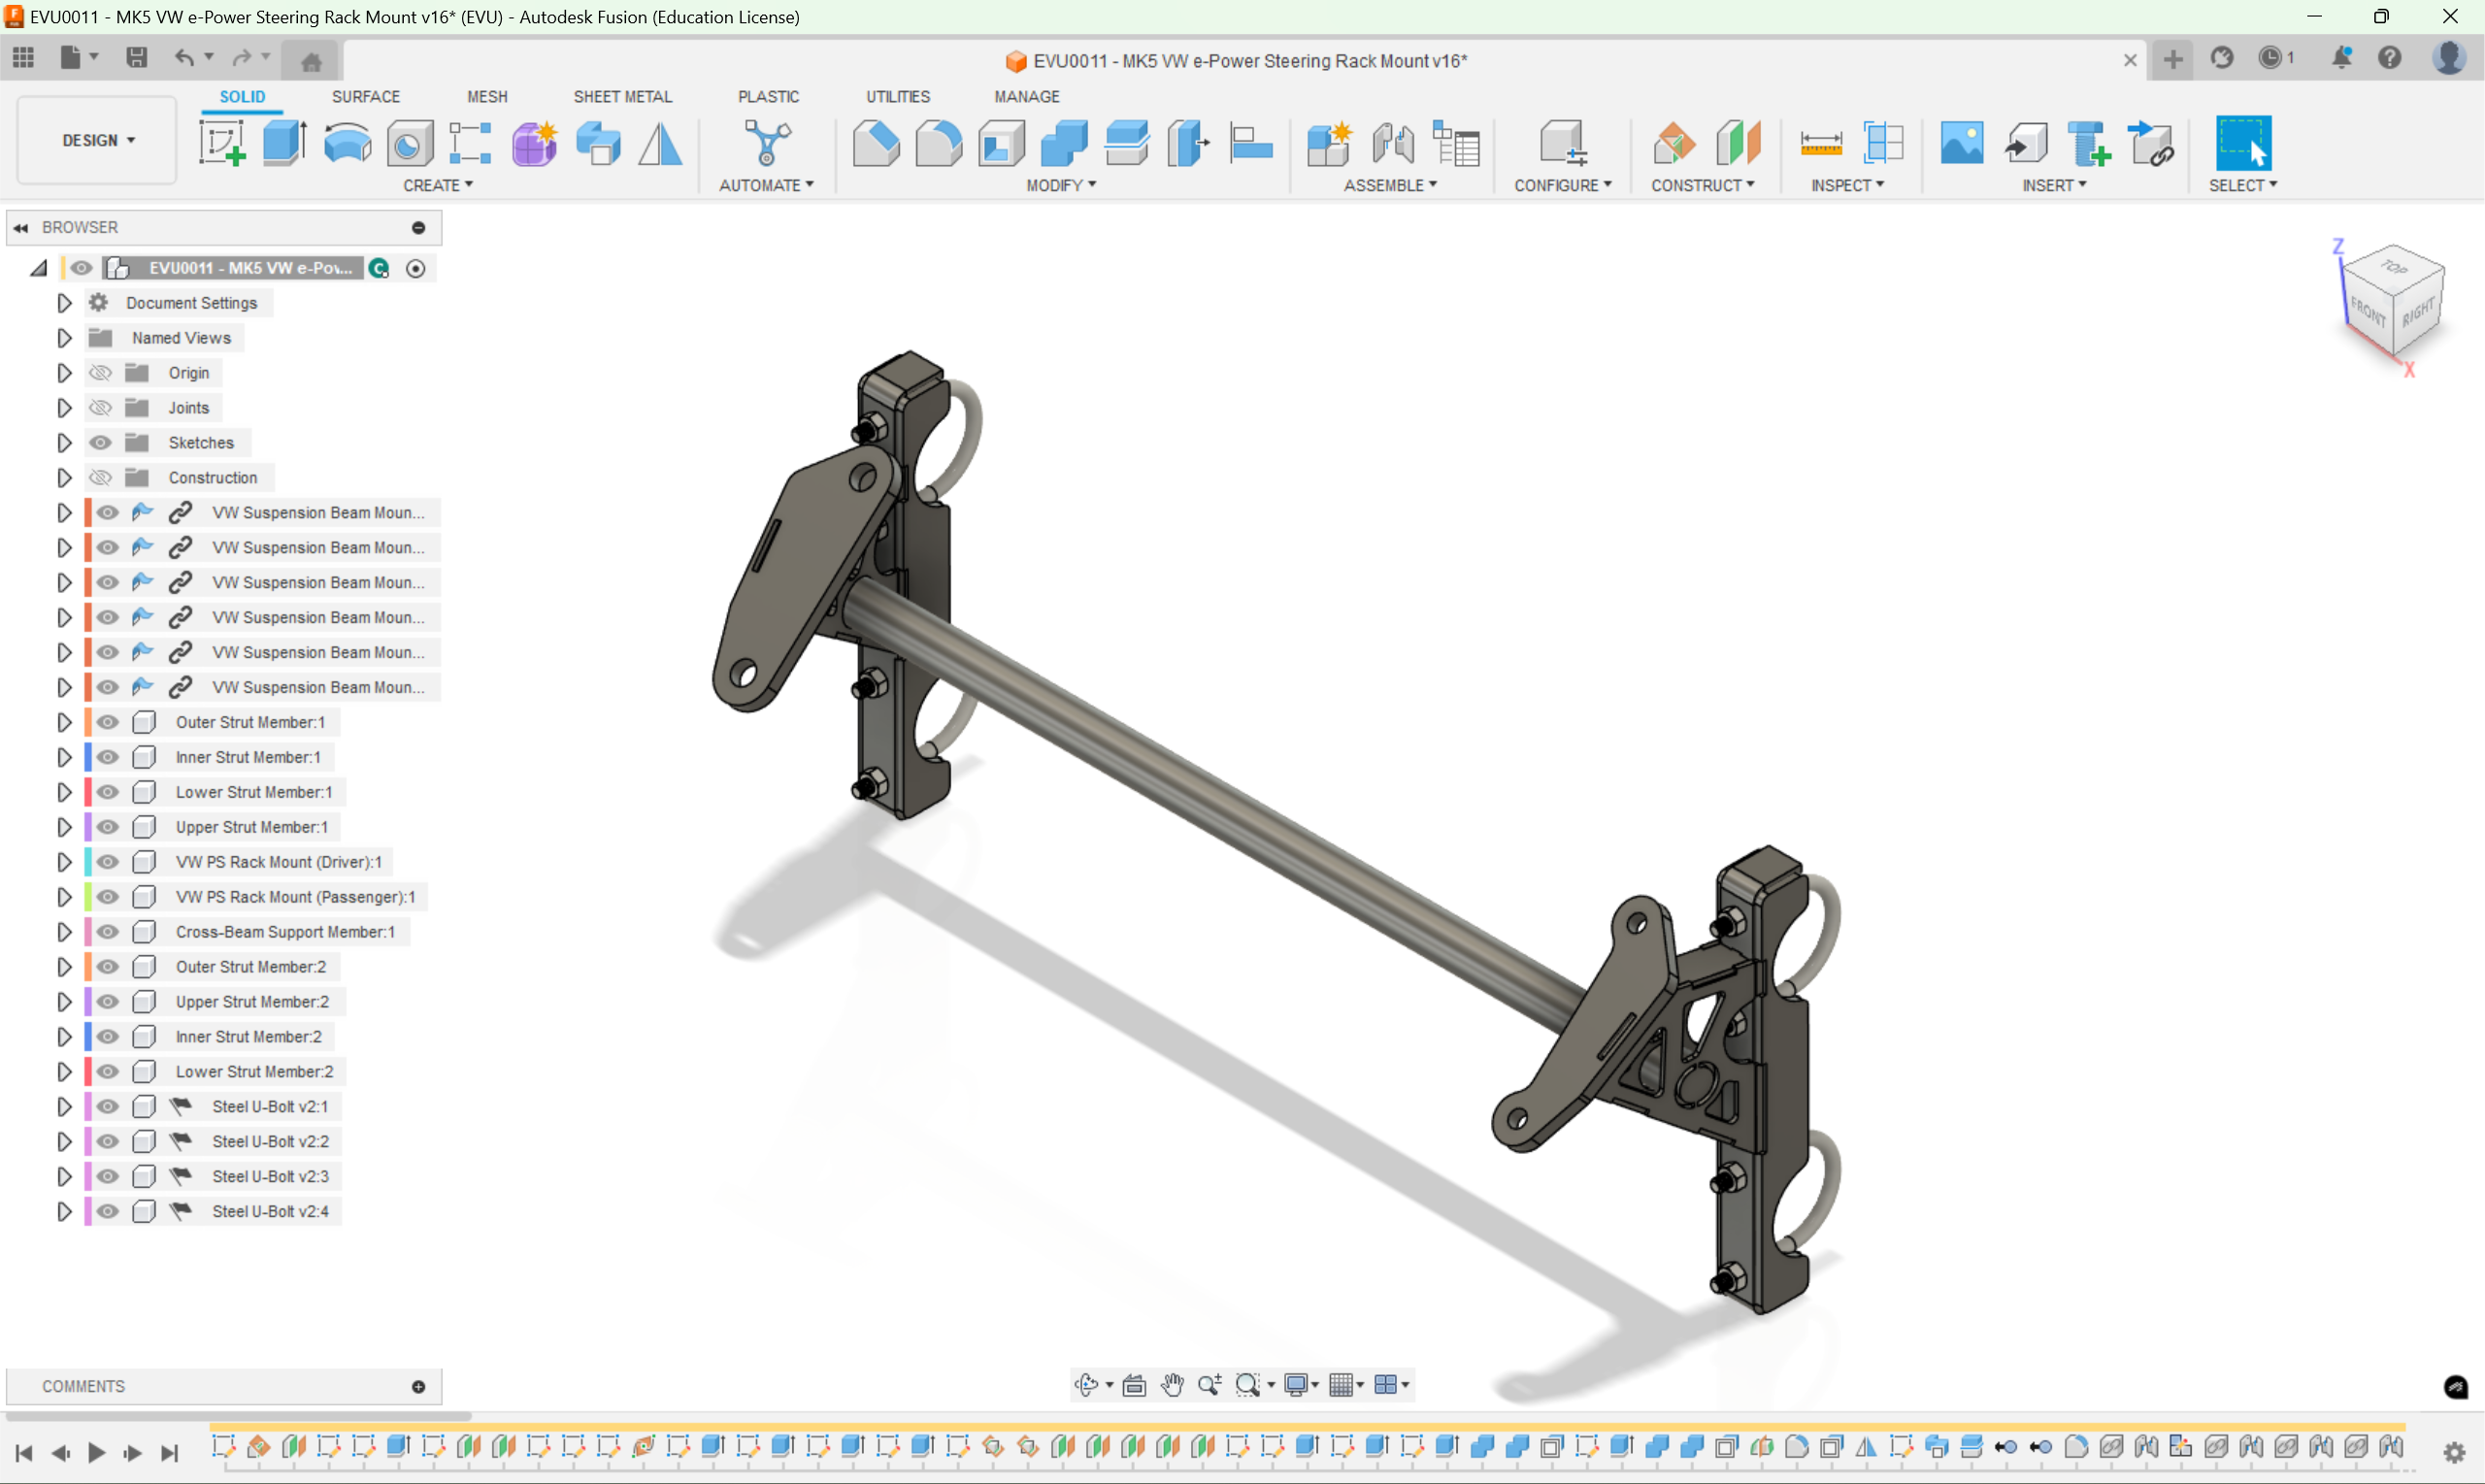 EVU0011 - MK5 VW e-Power Steering Rack Mount v16* (EVU) - Autodesk Fusion (Education License)
EVU0011 - MK5 VW e-Power Steering Rack Mount v16*
1
DESIGN
SOLID
SURFACE
MESH
SHEET METAL
PLASTIC
UTILITIES
MANAGE
CREATE
AUTOMATE
MODIFY
ASSEMBLE
CONFIGURE
CONSTRUCT
INSPECT
INSERT
SELECT
BROWSER
EVU0011 - MK5 VW e-Pow...
Document Settings
Named Views
Origin
Joints
Sketches
Construction
VW Suspension Beam Moun...
VW Suspension Beam Moun...
VW Suspension Beam Moun...
VW Suspension Beam Moun...
VW Suspension Beam Moun...
VW Suspension Beam Moun...
Outer Strut Member:1
Inner Strut Member:1
Lower Strut Member:1
Upper Strut Member:1
VW PS Rack Mount (Driver):1
VW PS Rack Mount (Passenger):1
Cross-Beam Support Member:1
Outer Strut Member:2
Upper Strut Member:2
Inner Strut Member:2
Lower Strut Member:2
Steel U-Bolt v2:1
Steel U-Bolt v2:2
Steel U-Bolt v2:3
Steel U-Bolt v2:4
Z
TOP
FRONT
RIGHT
X
COMMENTS